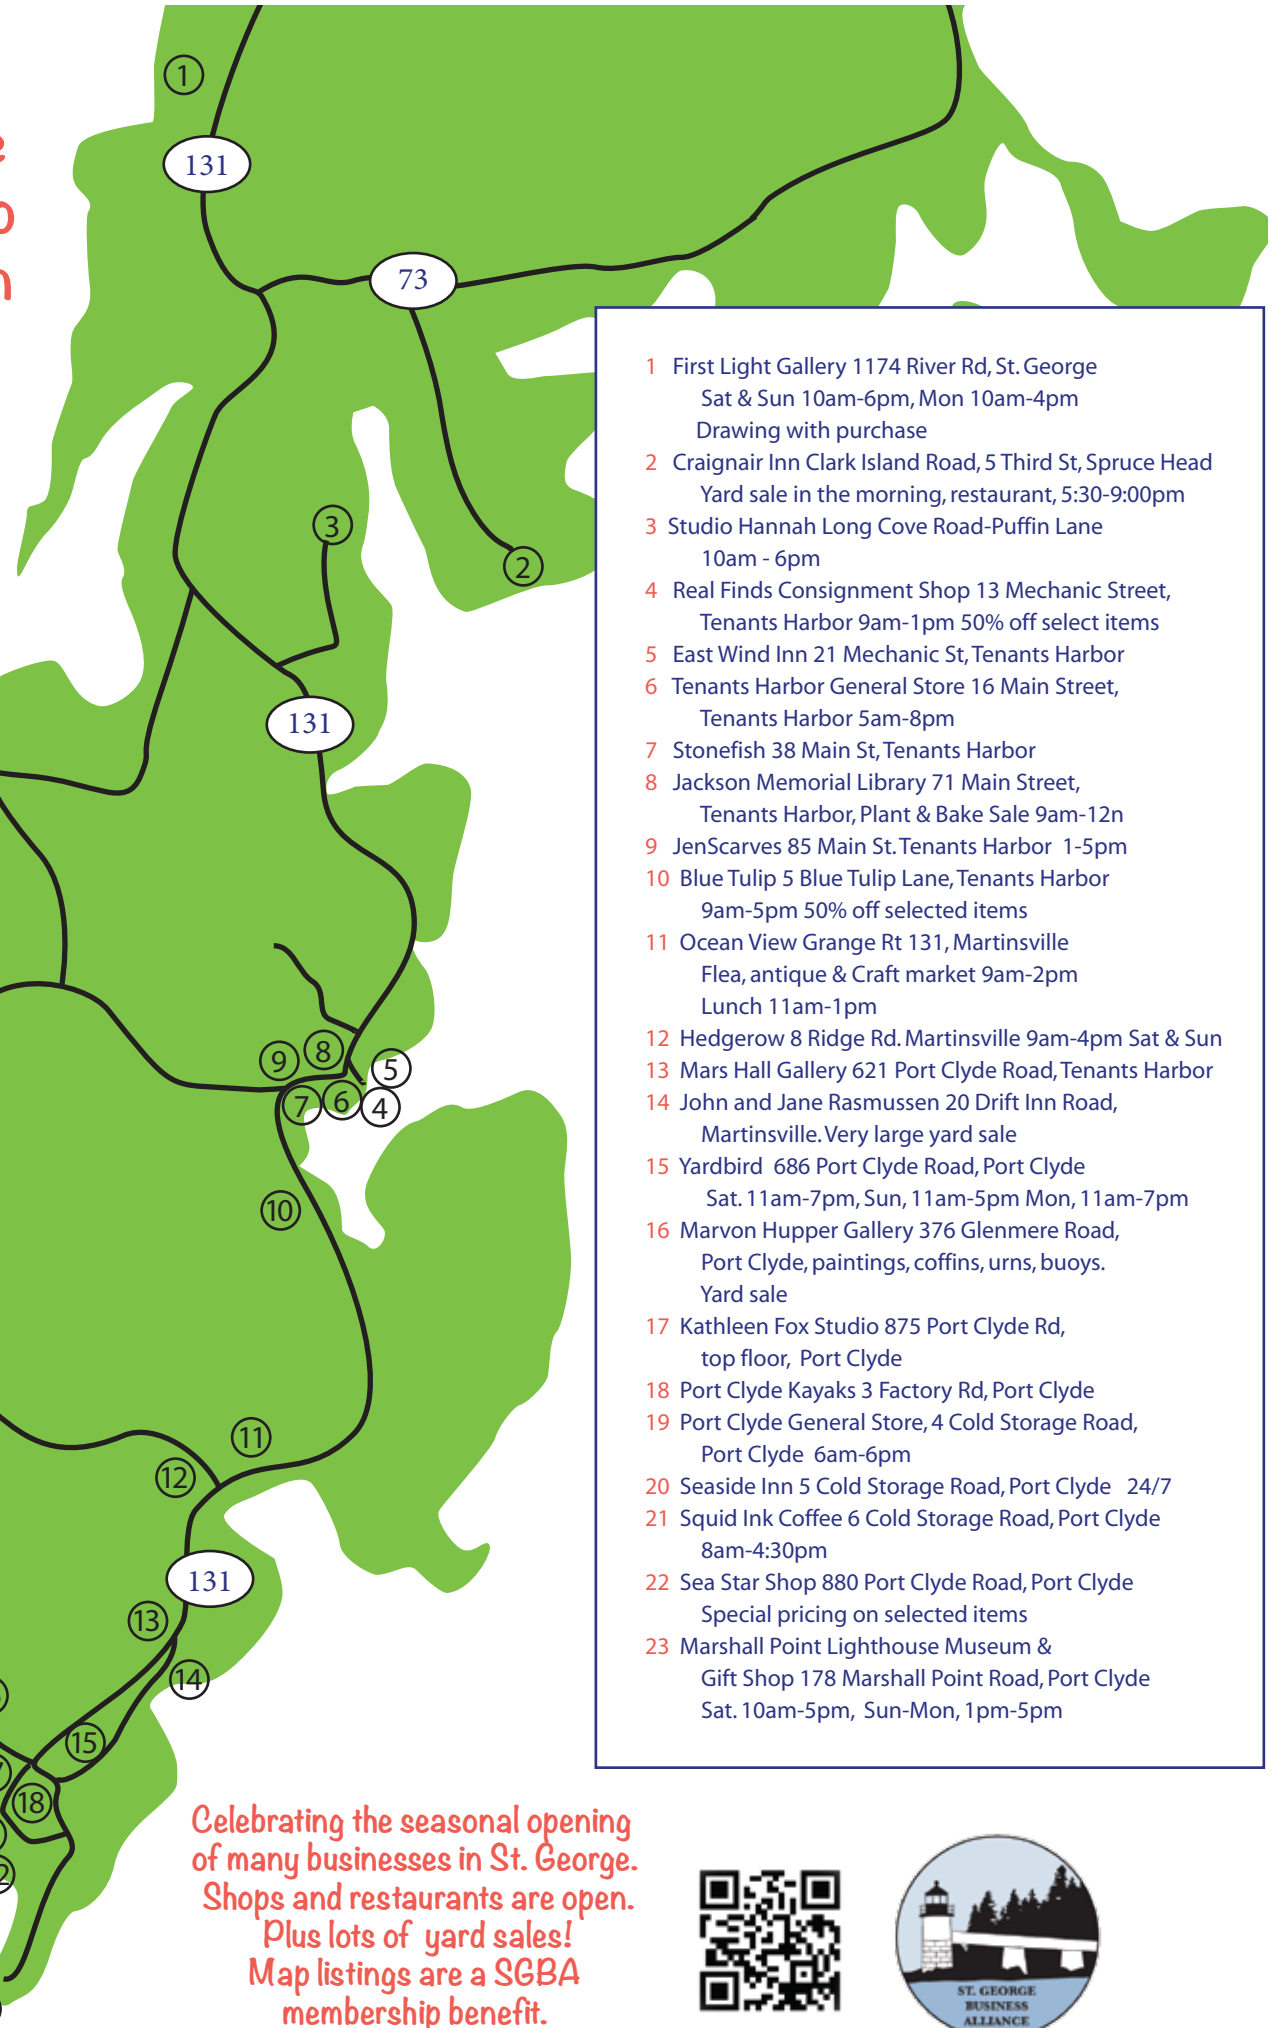 1
131
73
3
2
131
9
8
5
7
6
4
10
11
12
131
13
14
15
18
1 First Light Gallery 1174 River Rd, St. George
Sat & Sun 10am-6pm, Mon 10am-4pm
Drawing with purchase
2 Craignair Inn Clark Island Road, 5 Third St, Spruce Head
Yard sale in the morning, restaurant, 5:30-9:00pm
3 Studio Hannah Long Cove Road-Puffin Lane
10am - 6pm
4 Real Finds Consignment Shop 13 Mechanic Street,
Tenants Harbor 9am-1pm 50% off select items
5 East Wind Inn 21 Mechanic St, Tenants Harbor
6 Tenants Harbor General Store 16 Main Street,
Tenants Harbor 5am-8pm
7 Stonefish 38 Main St, Tenants Harbor
8 Jackson Memorial Library 71 Main Street,
Tenants Harbor, Plant & Bake Sale 9am-12n
9 JenScarves 85 Main St. Tenants Harbor 1-5pm
10 Blue Tulip 5 Blue Tulip Lane, Tenants Harbor
9am-5pm 50% off selected items
11 Ocean View Grange Rt 131, Martinsville
Flea, antique & Craft market 9am-2pm
Lunch 11am-1pm
12 Hedgerow 8 Ridge Rd. Martinsville 9am-4pm Sat & Sun
13 Mars Hall Gallery 621 Port Clyde Road, Tenants Harbor
14 John and Jane Rasmussen 20 Drift Inn Road,
Martinsville. Very large yard sale
15 Yardbird 686 Port Clyde Road, Port Clyde
Sat. 11am-7pm, Sun, 11am-5pm Mon, 11am-7pm
16 Marvon Hupper Gallery 376 Glenmere Road,
Port Clyde, paintings, coffins, urns, buoys.
Yard sale
17 Kathleen Fox Studio 875 Port Clyde Rd,
top floor, Port Clyde
18 Port Clyde Kayaks 3 Factory Rd, Port Clyde
19 Port Clyde General Store, 4 Cold Storage Road,
Port Clyde 6am-6pm
20 Seaside Inn 5 Cold Storage Road, Port Clyde 24/7
21 Squid Ink Coffee 6 Cold Storage Road, Port Clyde
8am-4:30pm
22 Sea Star Shop 880 Port Clyde Road, Port Clyde
Special pricing on selected items
23 Marshall Point Lighthouse Museum &
Gift Shop 178 Marshall Point Road, Port Clyde
Sat. 10am-5pm, Sun-Mon, 1pm-5pm
Celebrating the seasonal opening
of many businesses in St. George.
Shops and restaurants are open.
Plus lots of yard sales!
Map listings are a SGBA
membership benefit.
ST. GEORGE
BUSINESS
ALLIANCE